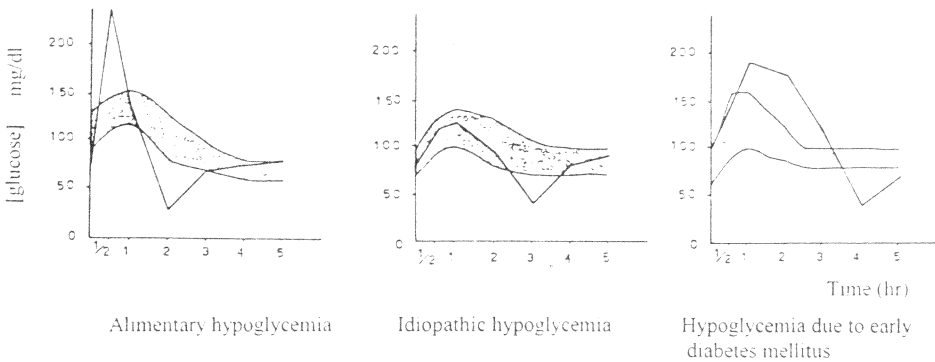 [glucose] mg/dl
200
150
100
50
0
½ 1 2 3 4 5
Alimentary hypoglycemia
200
150
100
50
0
½ 1 2 3 4 5
Idiopathic hypoglycemia
200
150
100
50
0
½ 1 2 3 4 5
Time (hr)
Hypoglycemia due to early
diabetes mellitus